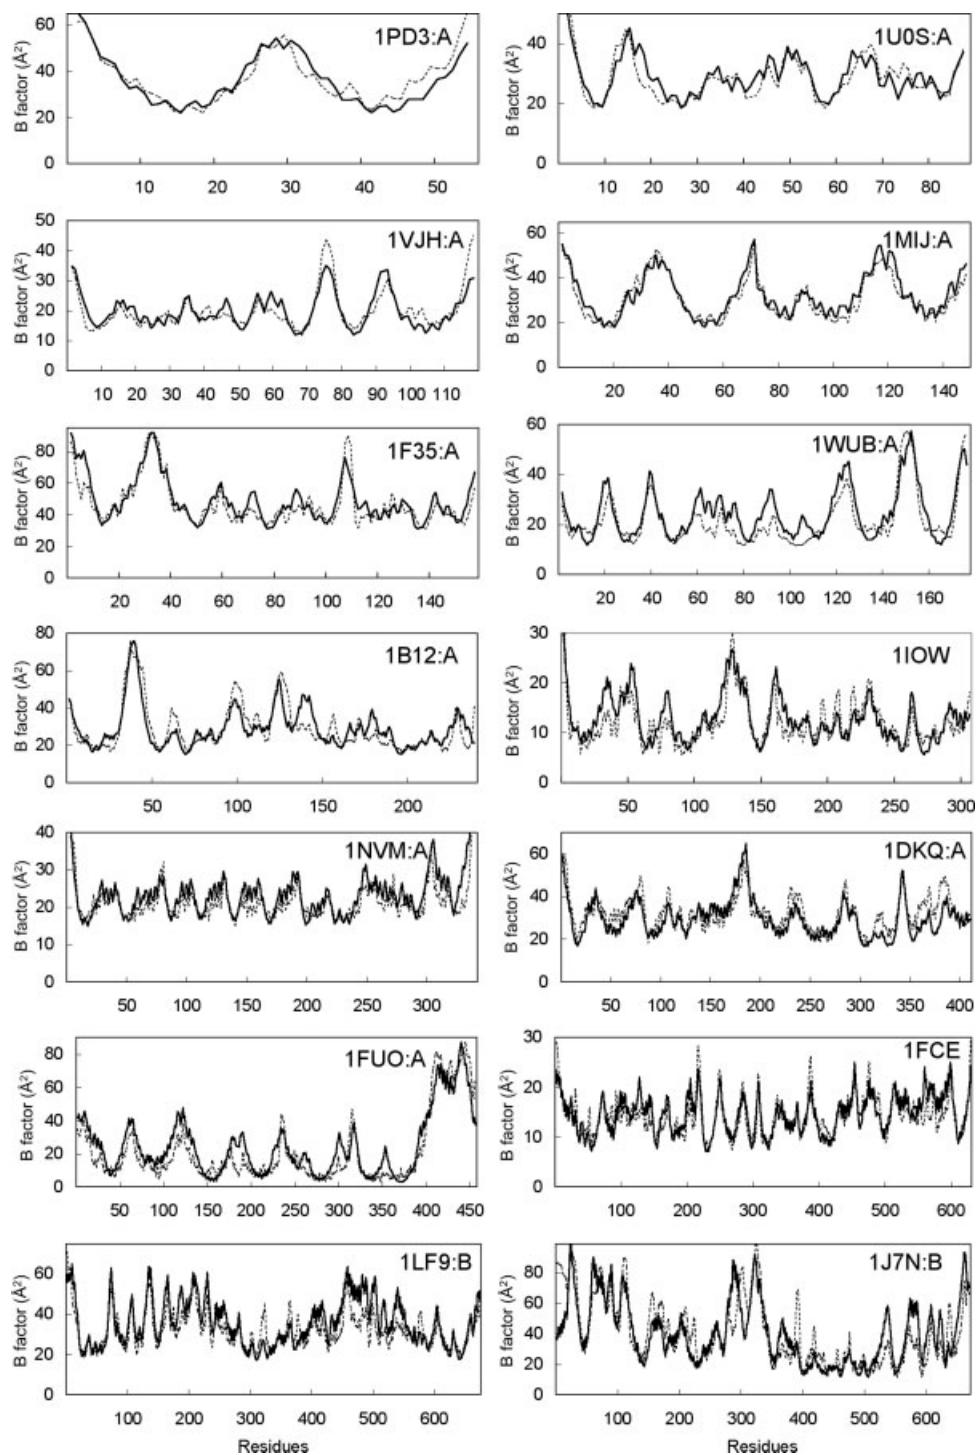 1PD3:A
B factor (Å²)
60
40
20
0
10 20 30 40 50
1U0S:A
B factor (Å²)
40
20
0
10 20 30 40 50 60 70 80
1VJH:A
B factor (Å²)
50
40
30
20
10
0
10 20 30 40 50 60 70 80 90 100 110
1MIJ:A
B factor (Å²)
60
40
20
0
20 40 60 80 100 120 140
1F35:A
B factor (Å²)
80
60
40
20
0
20 40 60 80 100 120 140
1WUB:A
B factor (Å²)
60
40
20
0
20 40 60 80 100 120 140 160
1B12:A
B factor (Å²)
80
60
40
20
0
50 100 150 200
1IOW
B factor (Å²)
30
20
10
0
50 100 150 200 250 300
1NVM:A
B factor (Å²)
40
30
20
10
0
50 100 150 200 250 300
1DKQ:A
B factor (Å²)
60
40
20
0
50 100 150 200 250 300 350 400
1FUO:A
B factor (Å²)
80
60
40
20
0
50 100 150 200 250 300 350 400 450
1FCE
B factor (Å²)
30
20
10
0
100 200 300 400 500 600
1LF9:B
B factor (Å²)
60
40
20
0
100 200 300 400 500 600
Residues
1J7N:B
B factor (Å²)
80
60
40
20
0
100 200 300 400 500 600
Residues